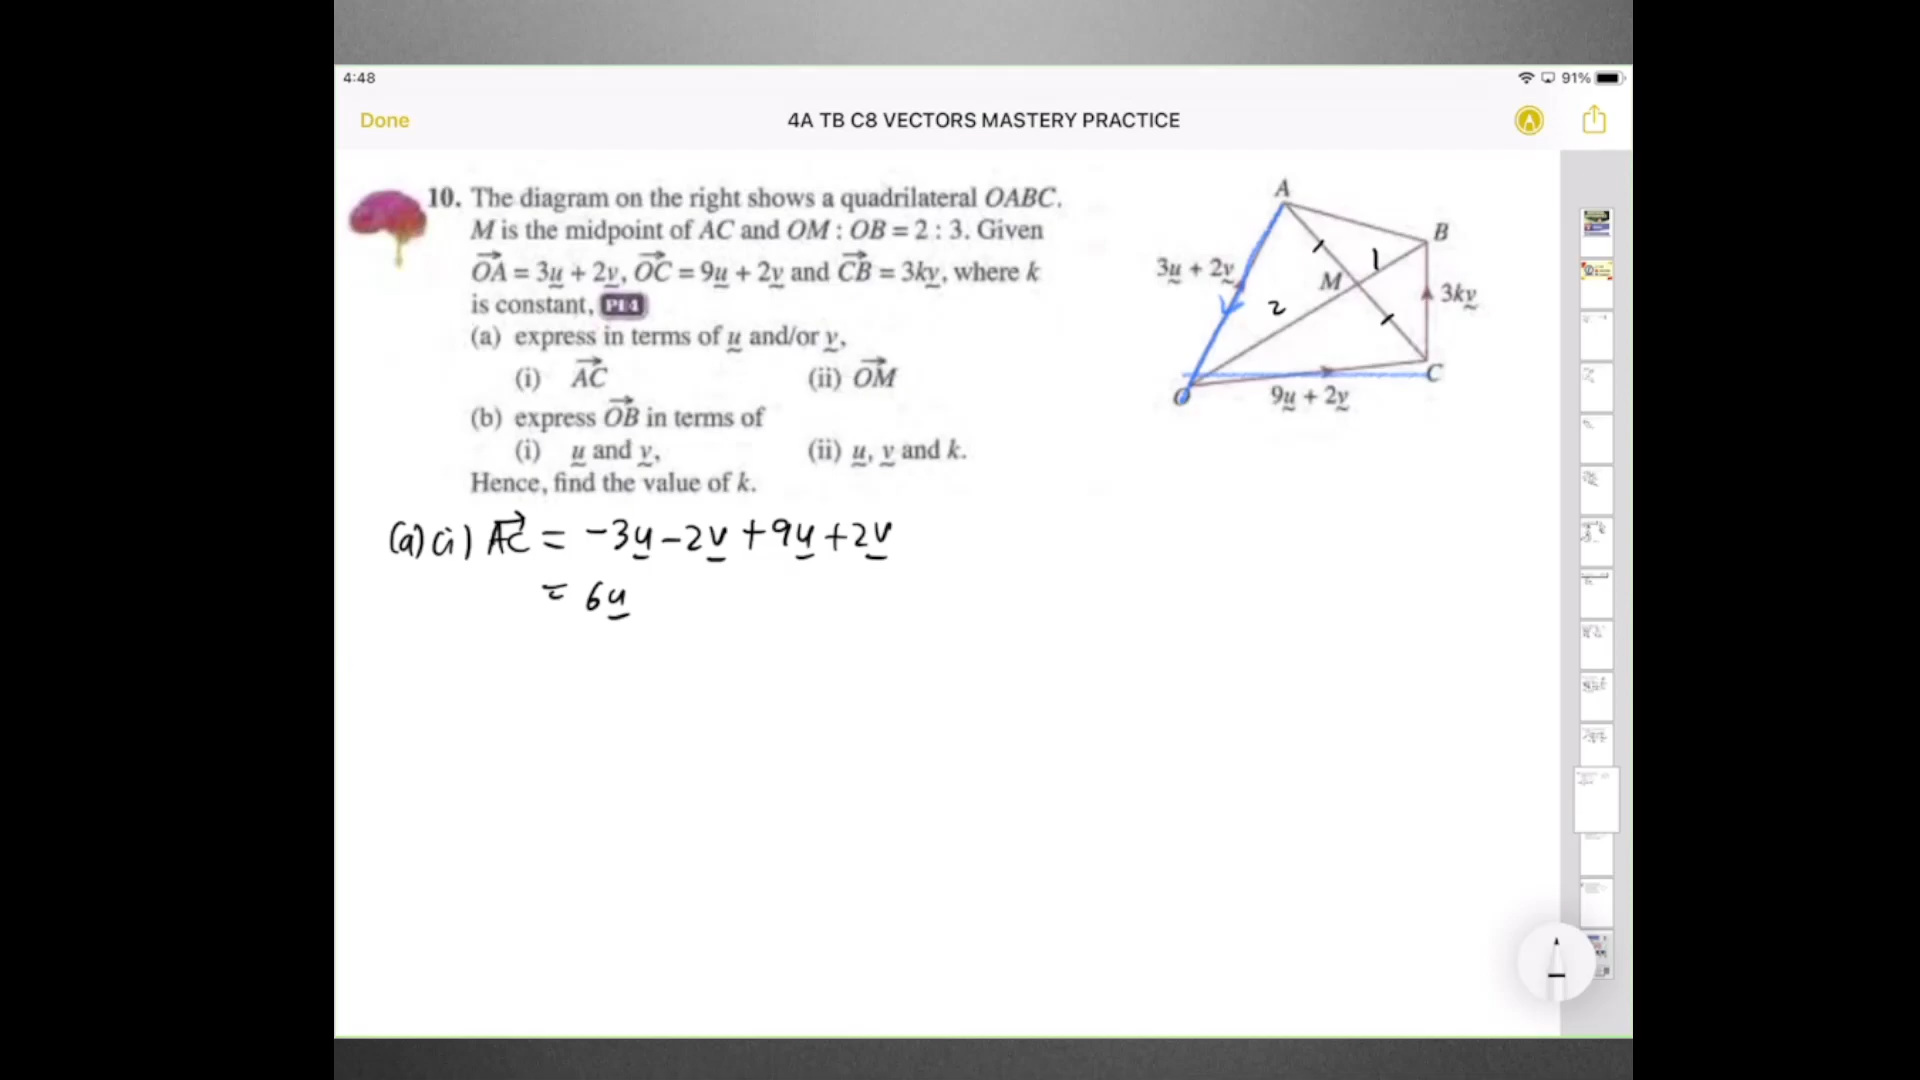 4:48
91%
Done
4A TB C8 VECTORS MASTERY PRACTICE
10. The diagram on the right shows a quadrilateral OABC.
M is the midpoint of AC and OM : OB = 2 : 3. Given
OA = 3u + 2v, OC = 9u + 2v and CB = 3kv, where k
is constant, PL4
(a) express in terms of u and/or v,
(i) AC (ii) OM
(b) express OB in terms of
(i) u and v, (ii) u, v and k.
Hence, find the value of k.
A
B
3u + 2v
M
1
2
3kv
C
O
9u + 2v
(a)(i) AC = -3u - 2v + 9u + 2v
= 6u